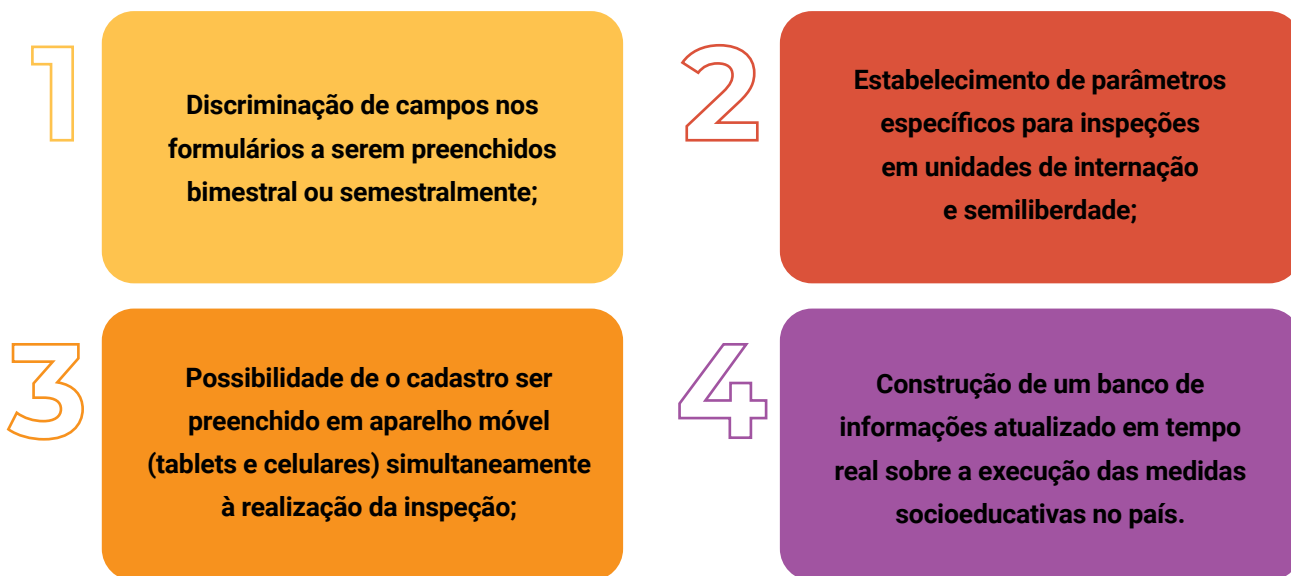 1
Discriminação de campos nos
formulários a serem preenchidos
bimestral ou semestralmente;
2
Estabelecimento de parâmetros
específicos para inspeções
em unidades de internação
e semiliberdade;
3
Possibilidade de o cadastro ser
preenchido em aparelho móvel
(tablets e celulares) simultaneamente
à realização da inspeção;
4
Construção de um banco de
informações atualizado em tempo
real sobre a execução das medidas
socioeducativas no país.